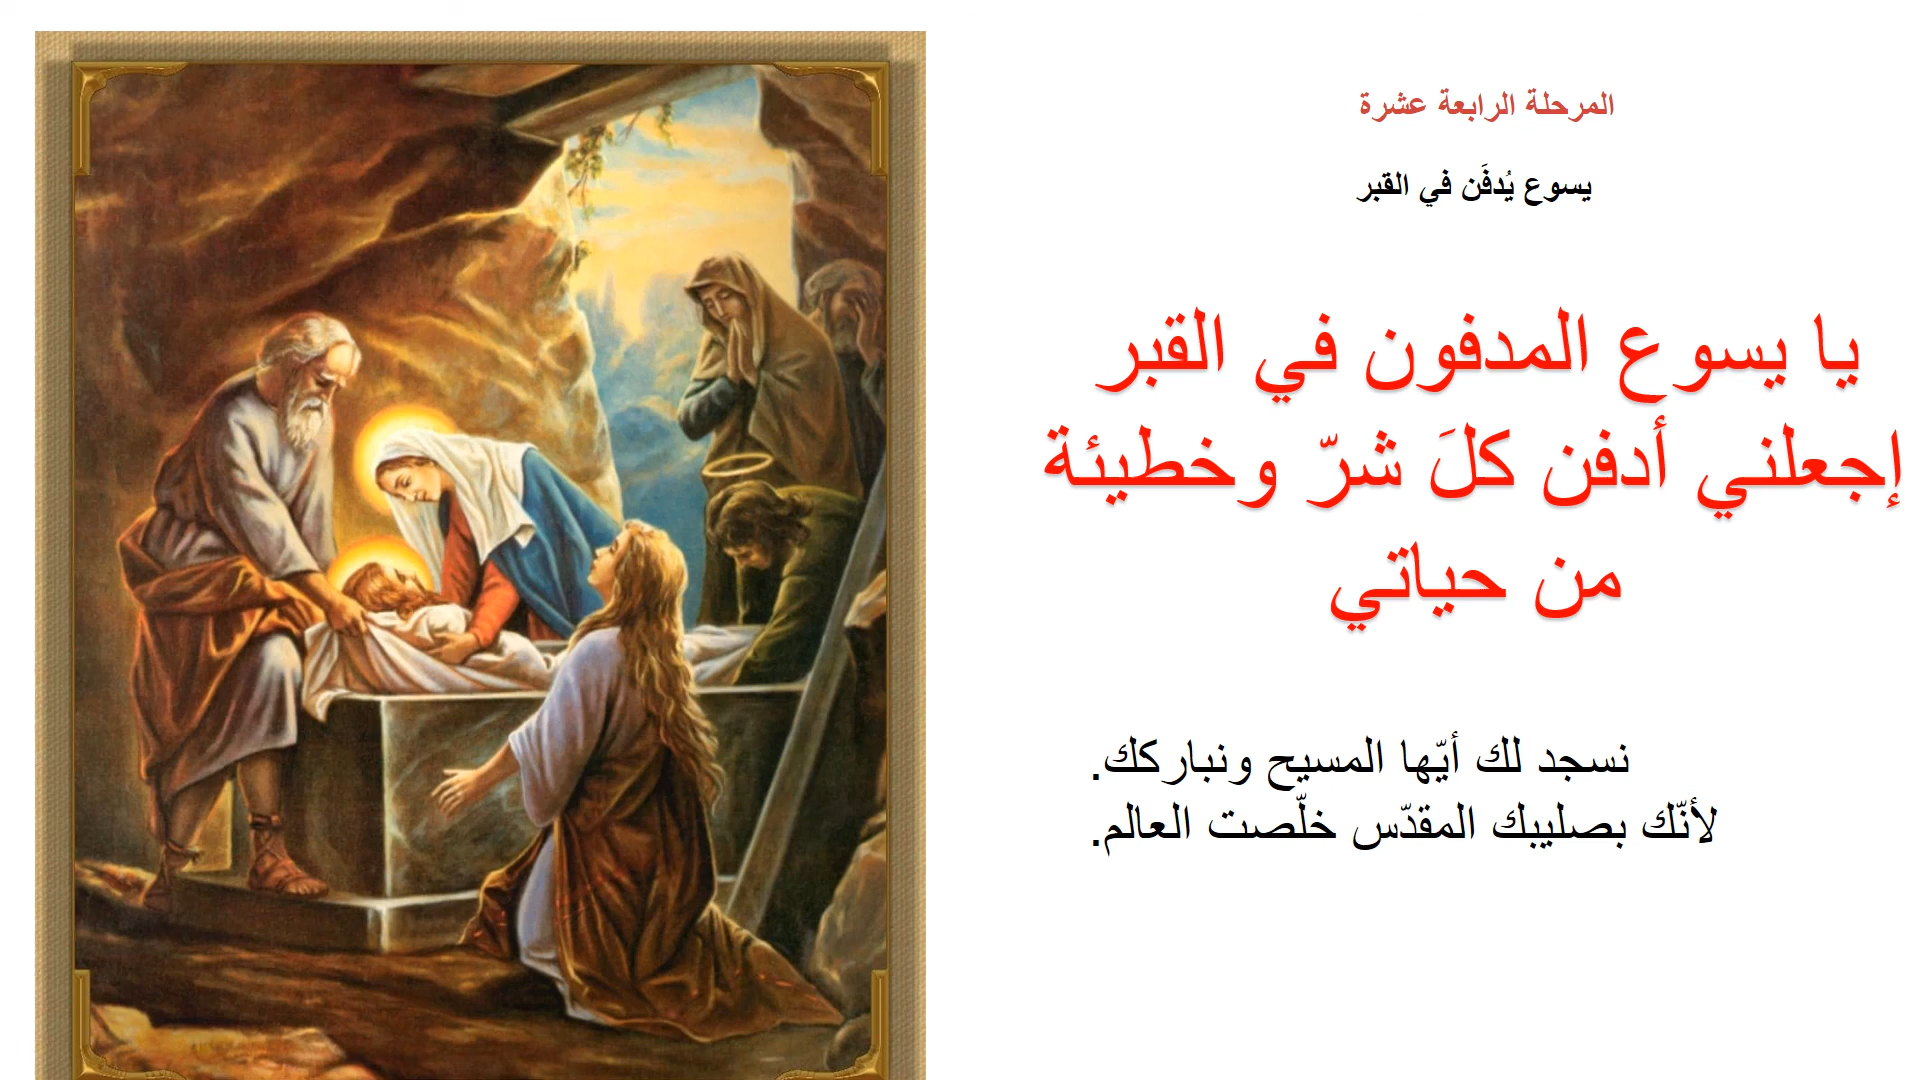 المرحلة الرابعة عشرة
يسوع يُدفَن في القبر
يا يسوع المدفون في القبر
إجعلني أدفن كلَ شرّ وخطيئة
من حياتي
نسجد لك أيّها المسيح ونباركك.
لأنّك بصليبك المقدّس خلّصت العالم.